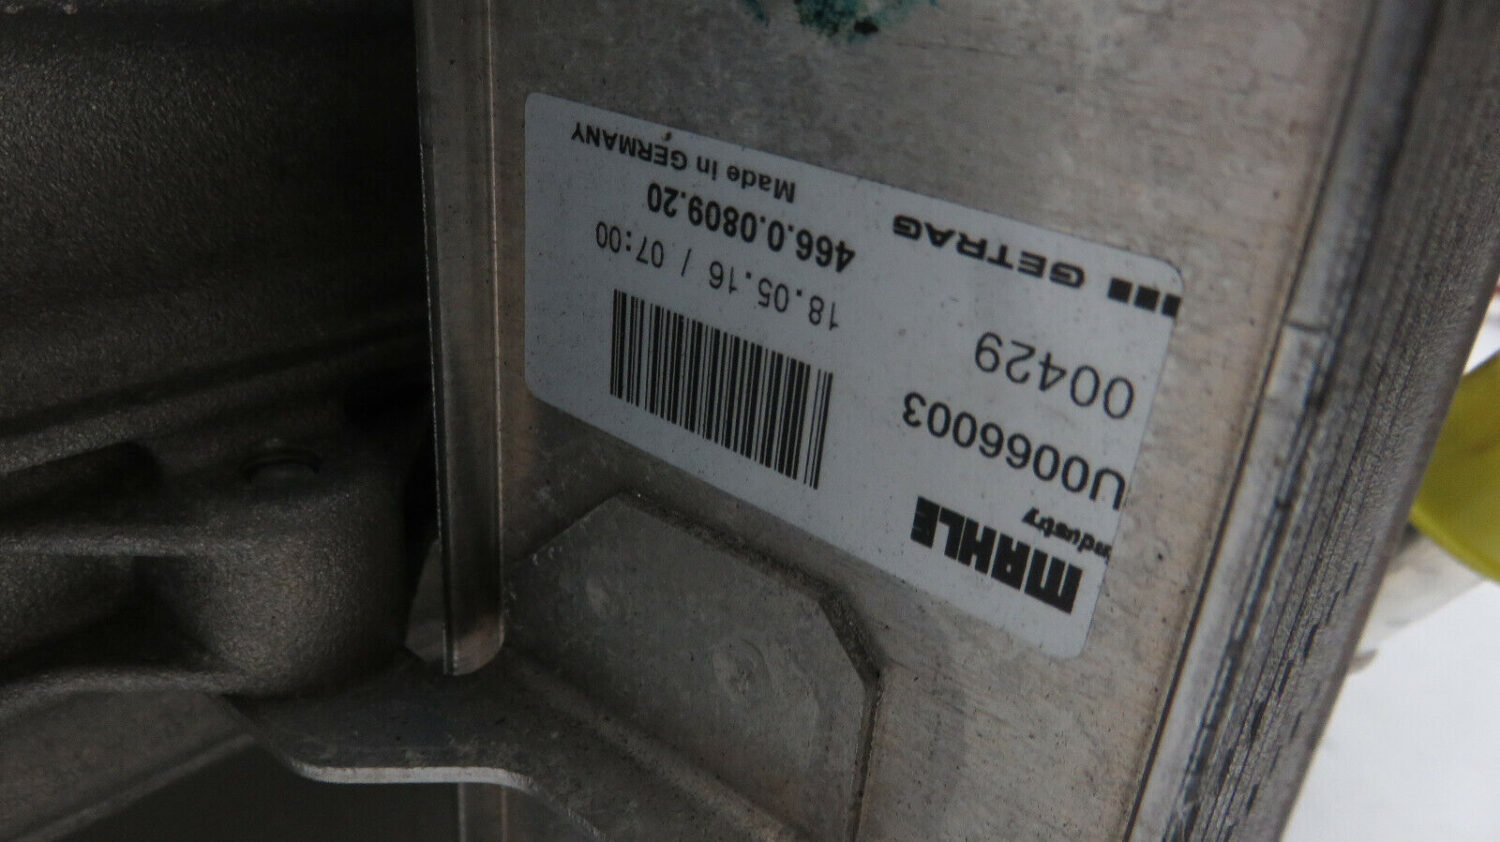 MAHLE
Industry
U0066003
00429
GETRAG
18.05.16 / 07:00
466.0.0809.20
Made in GERMANY